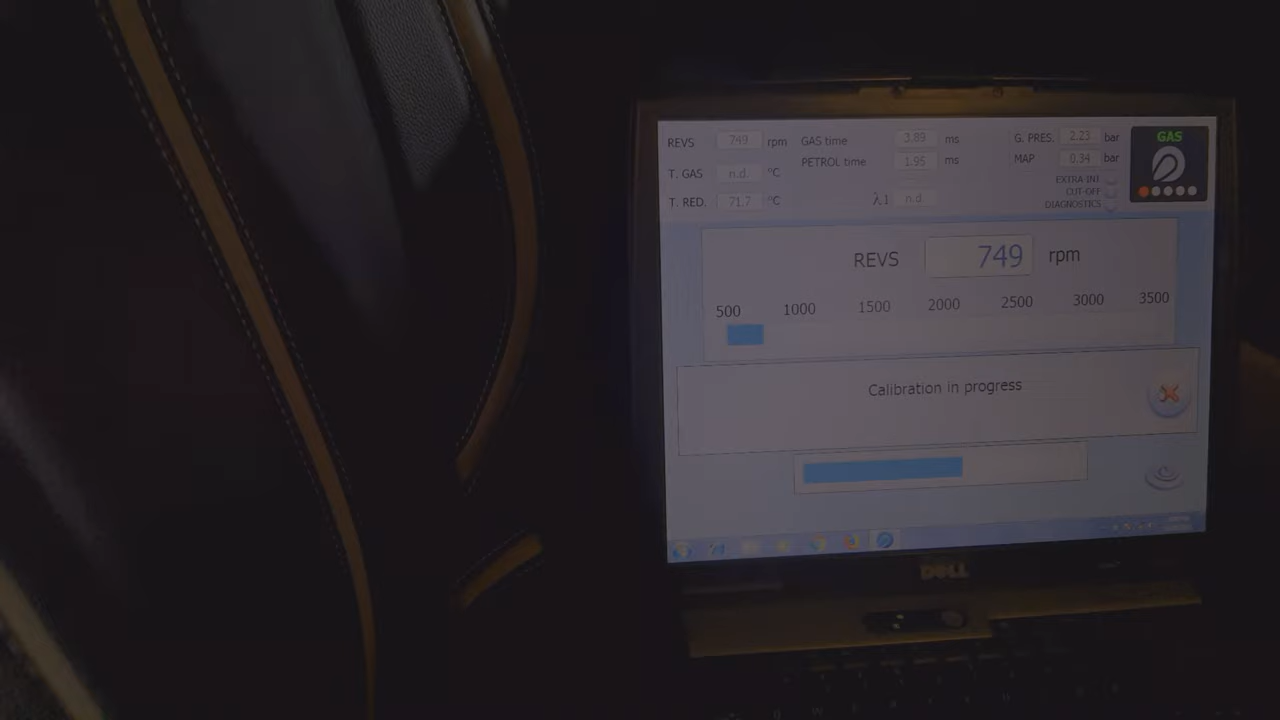 REVS 749 rpm GAS time 3.89 ms G. PRES. 2.23 bar GAS
PETROL time 1.95 ms MAP 0.34 bar
T. GAS n.d. °C EXTRA INJ
CUT-OFF
T. RED. 71.7 °C λ1 n.d. DIAGNOSTICS
REVS 749 rpm
500 1000 1500 2000 2500 3000 3500
Calibration in progress
DELL